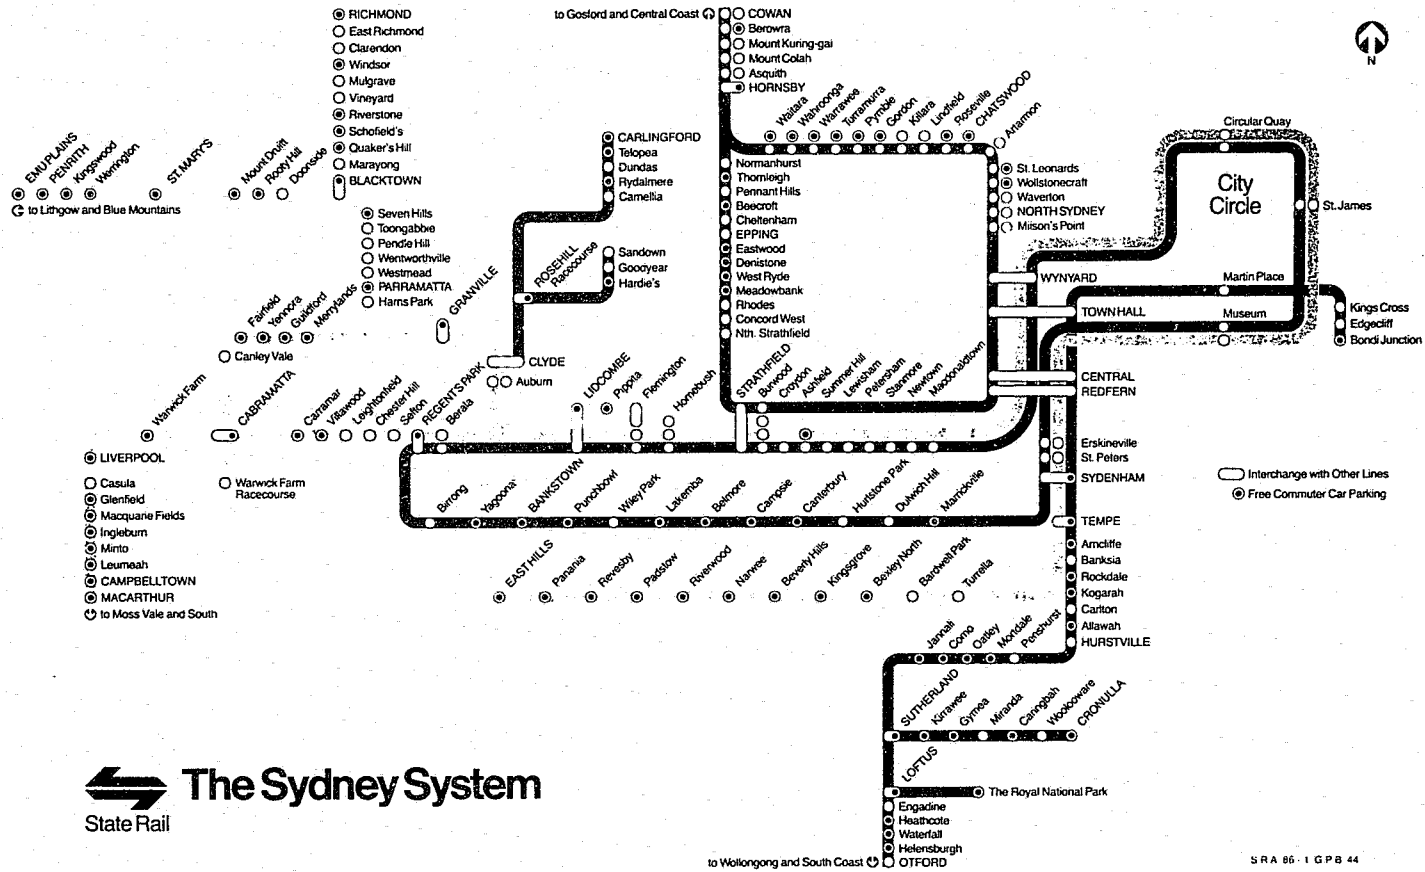 to Gosford and Central Coast
COWAN
Berowra
Mount Kuring-gai
Mount Colah
Asquith
HORNSBY
N
RICHMOND
East Richmond
Clarendon
Windsor
Mulgrave
Vineyard
Riverstone
Schofield's
Quaker's Hill
Marayong
BLACKTOWN
EMU PLAINS
PENRITH
Kingswood
Werrington
ST. MARY'S
Mount Druitt
Rooty Hill
Doonside
to Lithgow and Blue Mountains
Seven Hills
Toongabbie
Pendle Hill
Wentworthville
Westmead
PARRAMATTA
Harris Park
CARLINGFORD
Telopea
Dundas
Rydalmere
Camellia
Sandown
Goodyear
Hardie's
ROSEHILL
Racecourse
GRANVILLE
CLYDE
Auburn
Waitara
Wahroonga
Warrawee
Turramurra
Pymble
Gordon
Killara
Lindfield
Roseville
CHATSWOOD
Artarmon
St. Leonards
Wollstonecraft
Waverton
NORTH SYDNEY
Milson's Point
Normanhurst
Thornleigh
Pennant Hills
Beecroft
Cheltenham
EPPING
Eastwood
Denistone
West Ryde
Meadowbank
Rhodes
Concord West
Nth. Strathfield
Circular Quay
City
Circle
St. James
WYNYARD
Martin Place
TOWN HALL
Museum
Kings Cross
Edgecliff
Bondi Junction
CENTRAL
REDFERN
Erskineville
St. Peters
SYDENHAM
TEMPE
Arncliffe
Banksia
Rockdale
Kogarah
Carlton
Allawah
HURSTVILLE
Fairfield
Yennora
Guildford
Merrylands
Canley Vale
Warwick Farm
CABRAMATTA
Carramar
Villawood
Leightonfield
Chester Hill
Sefton
REGENTS PARK
Berala
LIDCOMBE
Pippita
Flemington
Homebush
STRATHFIELD
Burwood
Croydon
Ashfield
Summer Hill
Lewisham
Petersham
Stanmore
Newtown
Macdonaldtown
LIVERPOOL
Casula
Glenfield
Macquarie Fields
Ingleburn
Minto
Leumeah
CAMPBELLTOWN
MACARTHUR
to Moss Vale and South
Warwick Farm
Racecourse
Birrong
Yagoona
BANKSTOWN
Punchbowl
Wiley Park
Lakemba
Belmore
Campsie
Canterbury
Hurlstone Park
Dulwich Hill
Marrickville
EAST HILLS
Panania
Revesby
Padstow
Riverwood
Narwee
Beverly Hills
Kingsgrove
Bexley North
Bardwell Park
Turrella
Jannali
Como
Oatley
Mortdale
Penshurst
SUTHERLAND
Kirrawee
Gymea
Miranda
Caringbah
Woolooware
CRONULLA
LOFTUS
The Royal National Park
Engadine
Heathcote
Waterfall
Helensburgh
OTFORD
to Wollongong and South Coast
Interchange with Other Lines
Free Commuter Car Parking
The Sydney System
State Rail
SRA 86·1 GPB 44